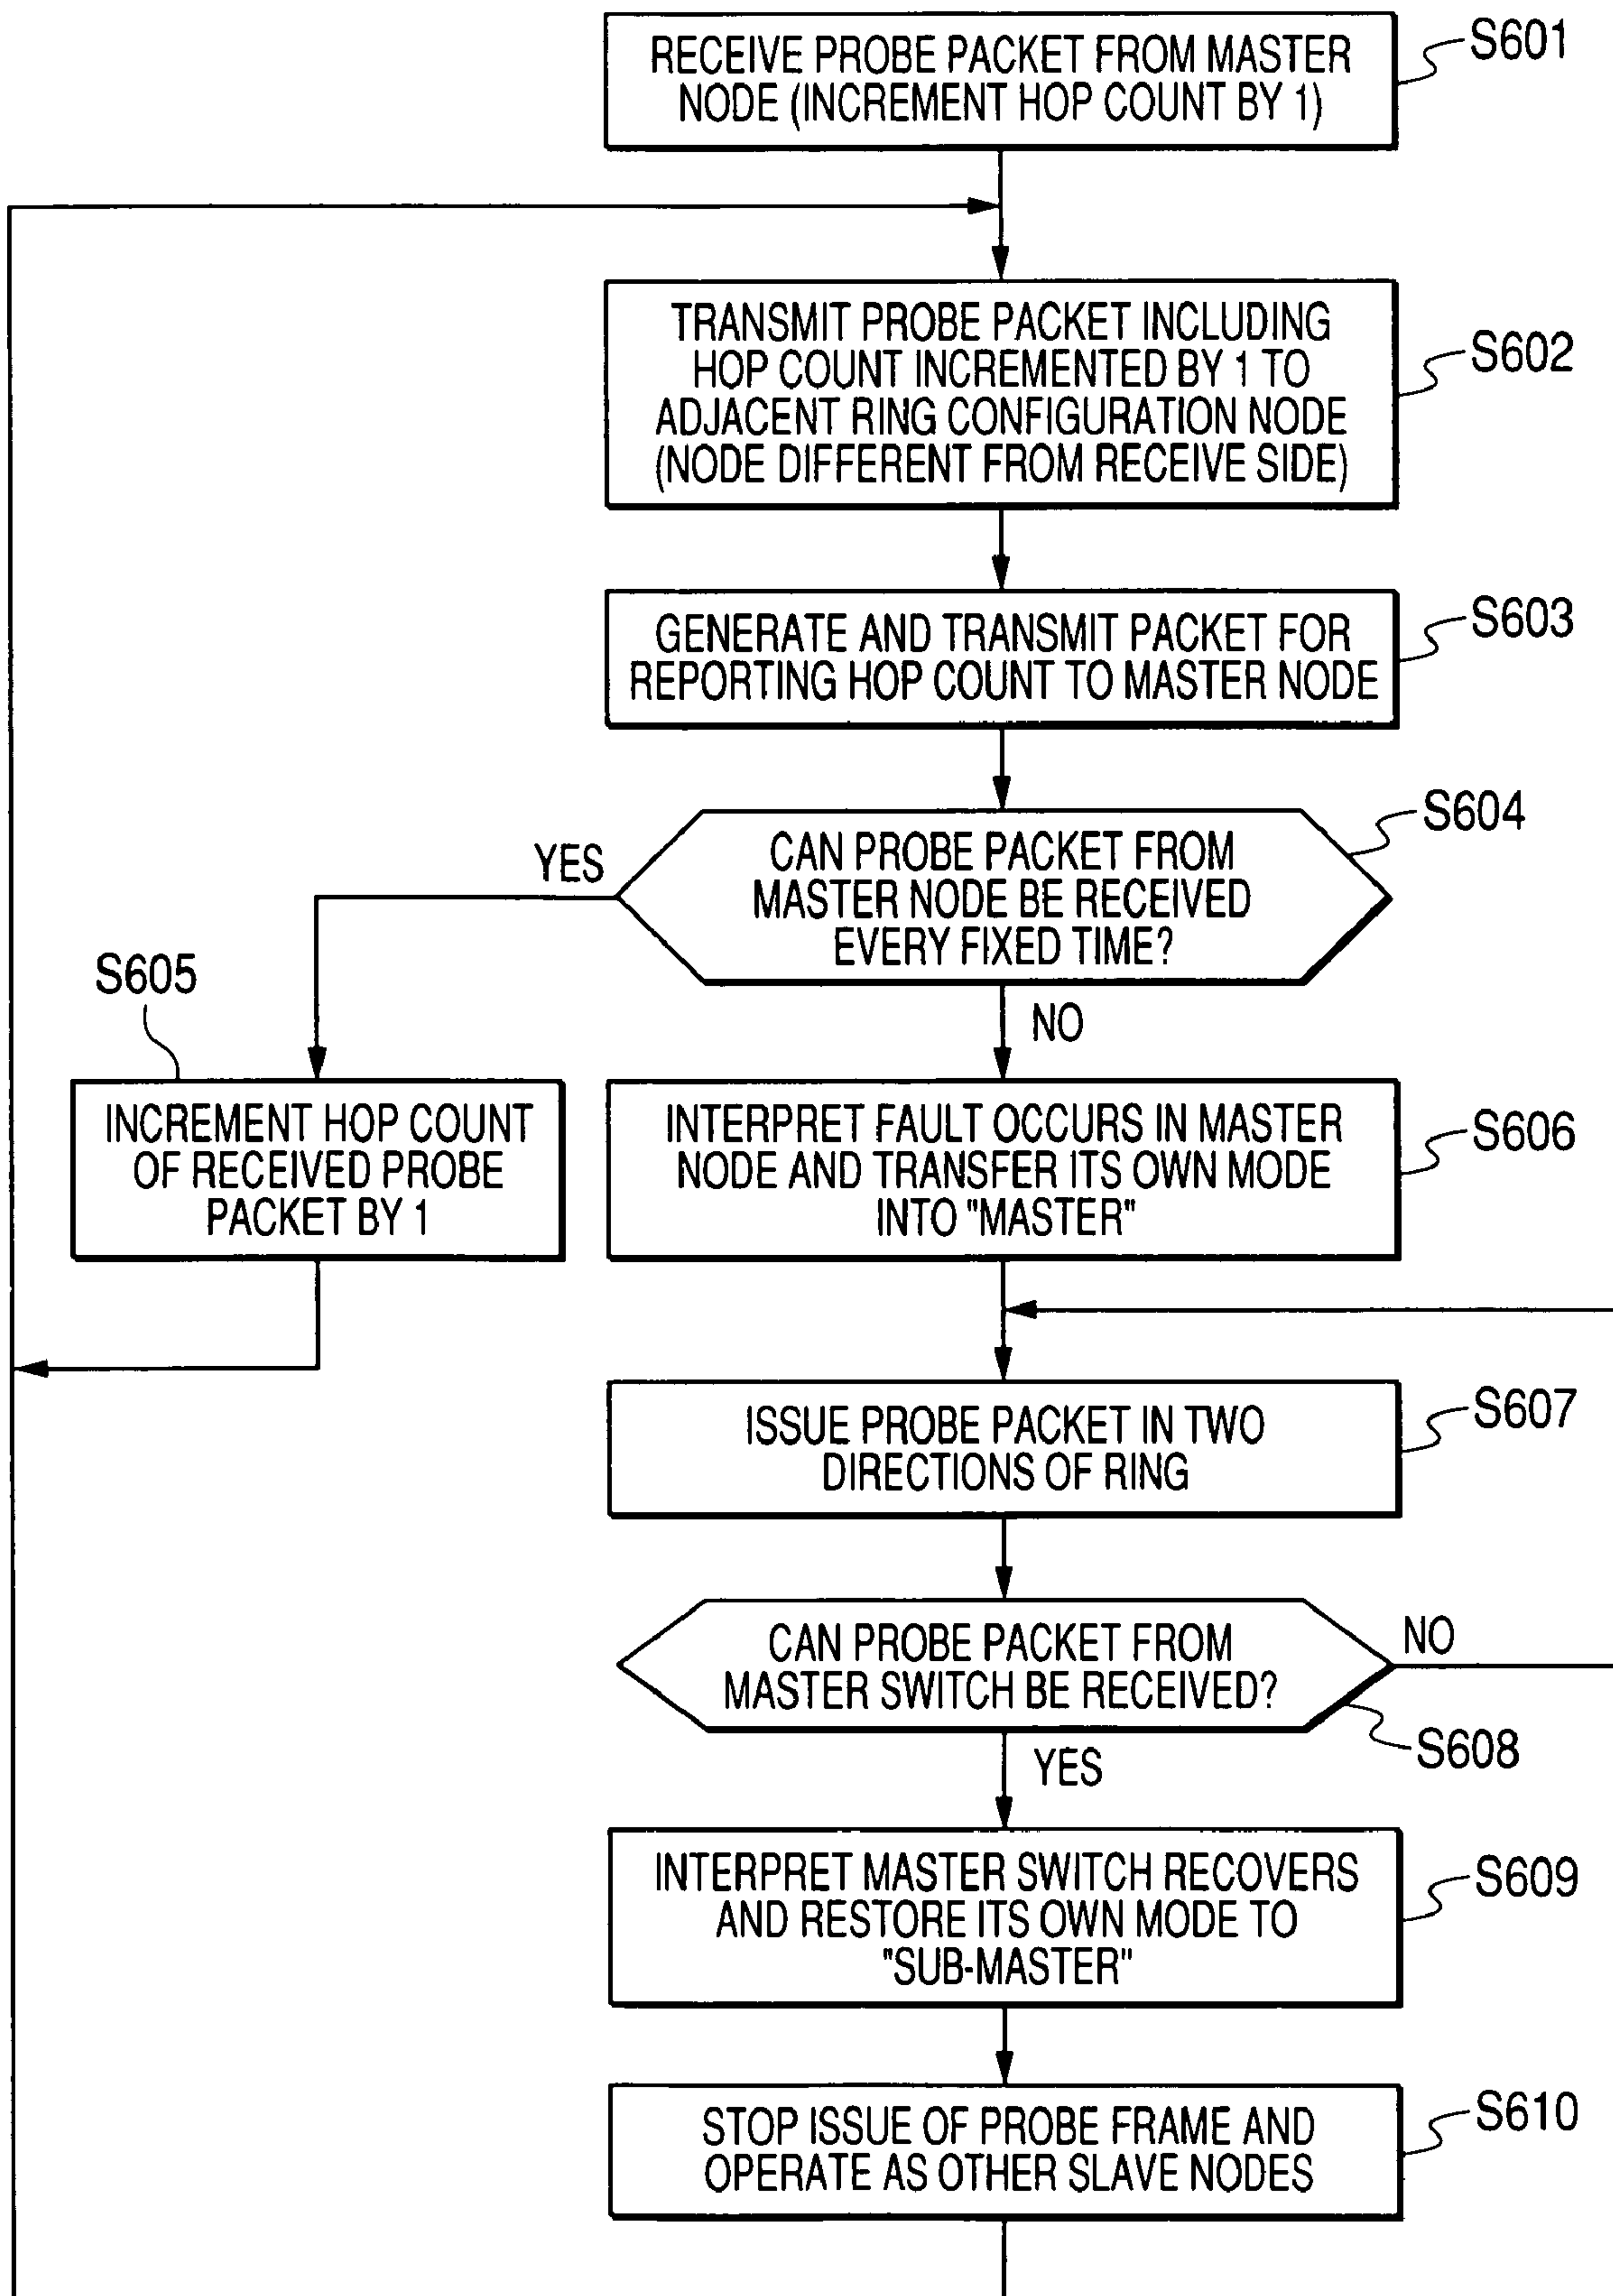 RECEIVE PROBE PACKET FROM MASTER
NODE (INCREMENT HOP COUNT BY 1)
S601
TRANSMIT PROBE PACKET INCLUDING
HOP COUNT INCREMENTED BY 1 TO
ADJACENT RING CONFIGURATION NODE
(NODE DIFFERENT FROM RECEIVE SIDE)
S602
GENERATE AND TRANSMIT PACKET FOR
REPORTING HOP COUNT TO MASTER NODE
S603
CAN PROBE PACKET FROM
MASTER NODE BE RECEIVED
EVERY FIXED TIME?
S604
YES
NO
S605
INCREMENT HOP COUNT
OF RECEIVED PROBE
PACKET BY 1
INTERPRET FAULT OCCURS IN MASTER
NODE AND TRANSFER ITS OWN MODE
INTO "MASTER"
S606
ISSUE PROBE PACKET IN TWO
DIRECTIONS OF RING
S607
CAN PROBE PACKET FROM
MASTER SWITCH BE RECEIVED?
NO
S608
YES
INTERPRET MASTER SWITCH RECOVERS
AND RESTORE ITS OWN MODE TO
"SUB-MASTER"
S609
STOP ISSUE OF PROBE FRAME AND
OPERATE AS OTHER SLAVE NODES
S610